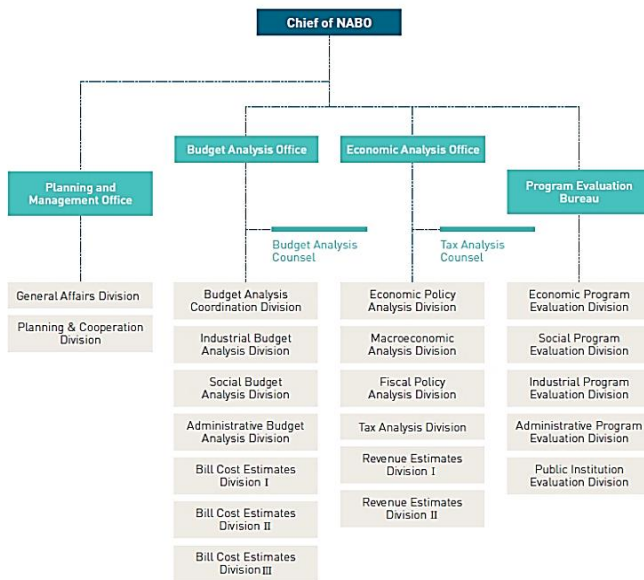 Chief of NABO
Budget Analysis Office
Economic Analysis Office
Planning and
Management Office
Program Evaluation
Bureau
Budget Analysis
Counsel
Tax Analysis
Counsel
General Affairs Division
Planning & Cooperation
Division
Budget Analysis
Coordination Division
Industrial Budget
Analysis Division
Social Budget
Analysis Division
Administrative Budget
Analysis Division
Bill Cost Estimates
Division I
Bill Cost Estimates
Division II
Bill Cost Estimates
Division III
Economic Policy
Analysis Division
Macroeconomic
Analysis Division
Fiscal Policy
Analysis Division
Tax Analysis Division
Revenue Estimates
Division I
Revenue Estimates
Division II
Economic Program
Evaluation Division
Social Program
Evaluation Division
Industrial Program
Evaluation Division
Administrative Program
Evaluation Division
Public Institution
Evaluation Division